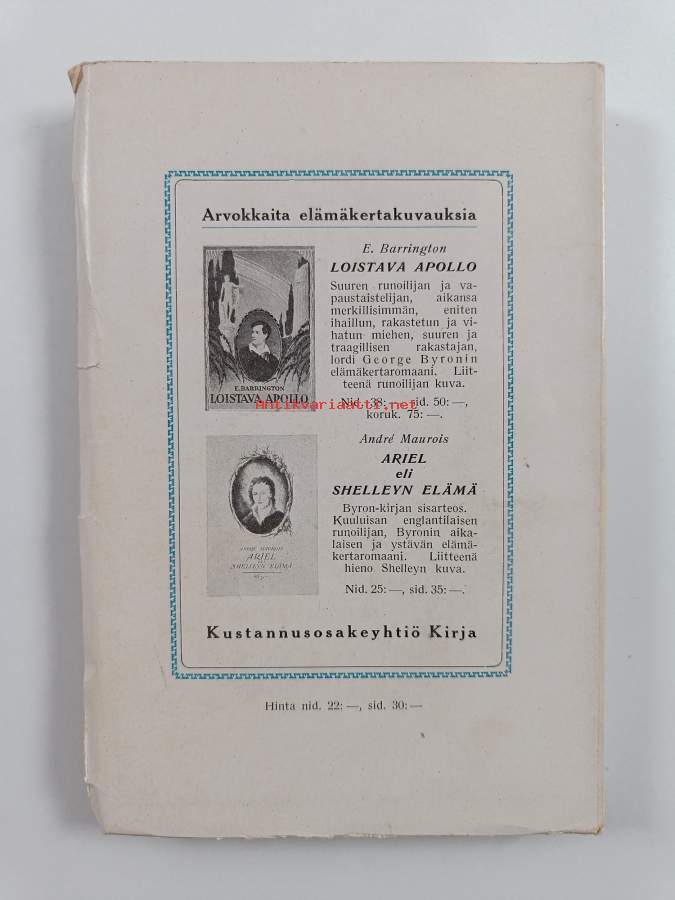 Arvokkaita elämäkertakuvauksia
E. BARRINGTON
LOISTAVA APOLLO
E. Barrington
LOISTAVA APOLLO
Suuren runoilijan ja va-
paustaistelijan, aikansa
merkillisimmän, eniten
ihaillun, rakastetun ja vi-
hatun miehen, suuren ja
traagillisen rakastajan,
lordi George Byronin
elämäkertaromaani. Liit-
teenä runoilijan kuva.
Nid. 38: —, sid. 50: —,
koruk. 75: —.
antikvariaatti.net
ANDRÉ MAUROIS
ARIEL
ELI
SHELLEYN ELÄMÄ
André Maurois
ARIEL
eli
SHELLEYN ELÄMÄ
Byron-kirjan sisarteos.
Kuuluisan englantilaisen
runoilijan, Byronin aika-
laisen ja ystävän elämä-
kertaromaani. Liitteenä
hieno Shelleyn kuva.
Nid. 25: —, sid. 35: —.
Kustannusosakeyhtiö Kirja
Hinta nid. 22: —, sid. 30: —